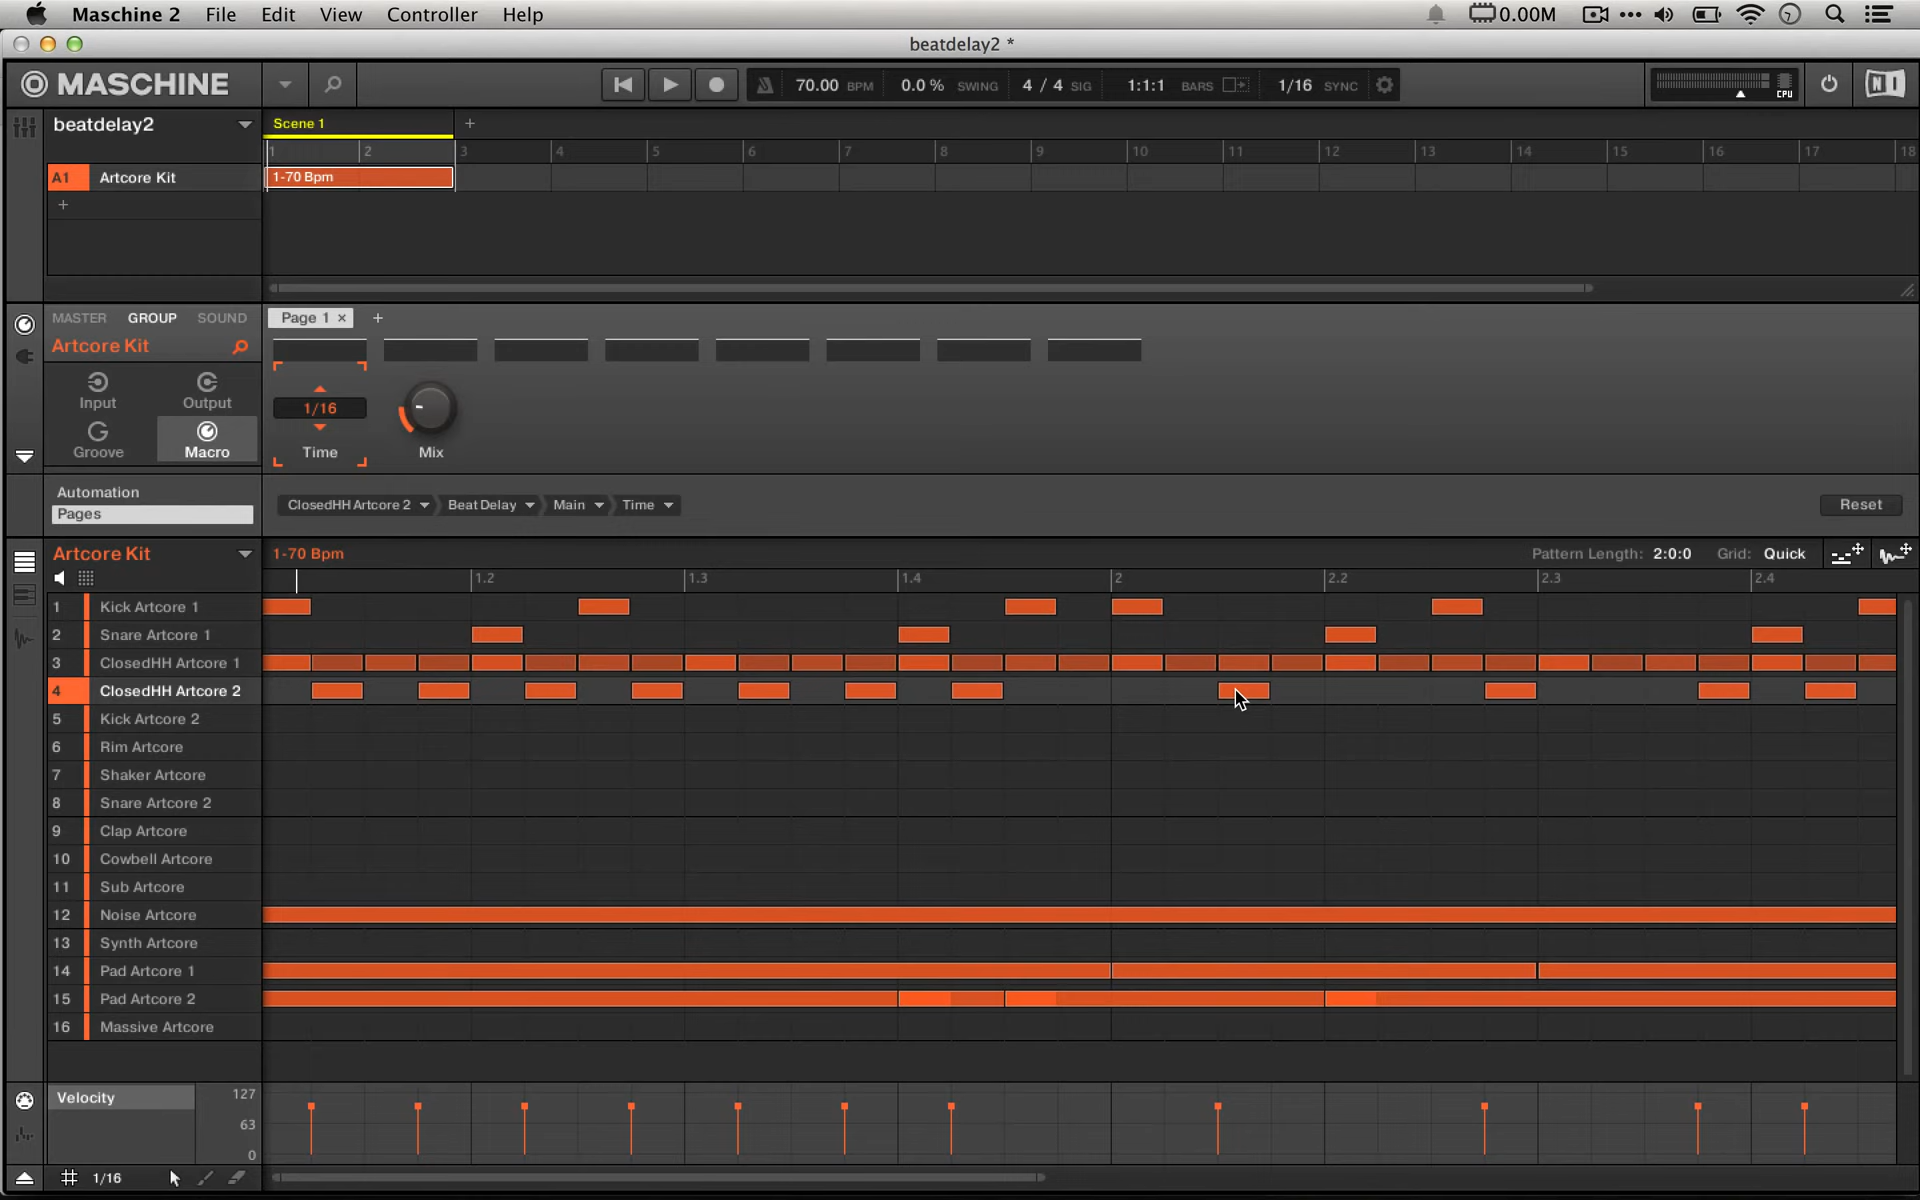 Maschine 2 File Edit View Controller Help 0.00M
beatdelay2 *
MASCHINE 70.00 BPM 0.0 % SWING 4 / 4 SIG 1:1:1 BARS 1/16 SYNC CPU NI
beatdelay2 Scene 1 +
1 2 3 4 5 6 7 8 9 10 11 12 13 14 15 16 17 18
A1 Artcore Kit 1-70 Bpm
+
MASTER GROUP SOUND Page 1 × +
Artcore Kit
Input Output 1/16
Groove Macro Time Mix
Automation
Pages ClosedHH Artcore 2 Beat Delay Main Time Reset
Artcore Kit 1-70 Bpm Pattern Length: 2:0:0 Grid: Quick
1.2 1.3 1.4 2 2.2 2.3 2.4
1 Kick Artcore 1
2 Snare Artcore 1
3 ClosedHH Artcore 1
4 ClosedHH Artcore 2
5 Kick Artcore 2
6 Rim Artcore
7 Shaker Artcore
8 Snare Artcore 2
9 Clap Artcore
10 Cowbell Artcore
11 Sub Artcore
12 Noise Artcore
13 Synth Artcore
14 Pad Artcore 1
15 Pad Artcore 2
16 Massive Artcore
Velocity 127
63
0
1/16